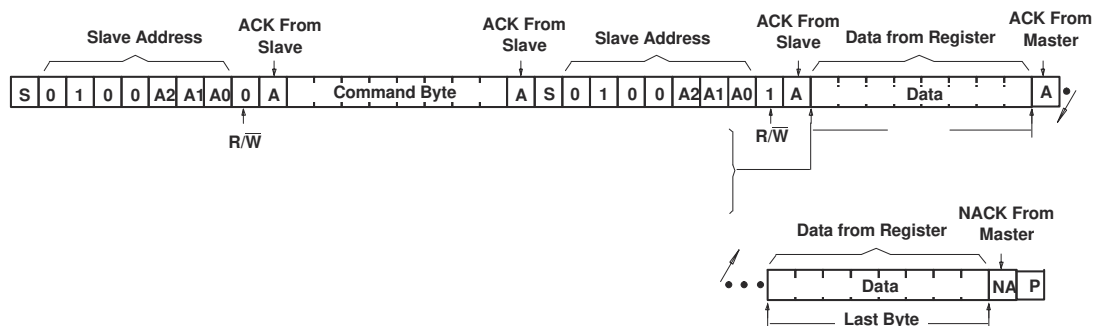 Slave Address
ACK From
Slave
ACK From
Slave
Slave Address
ACK From
Slave
Data from Register
ACK From
Master
S 0 1 0 0 A2 A1 A0 0 A Command Byte A S 0 1 0 0 A2 A1 A0 1 A Data A
R/W̅
R/W̅
Data from Register
NACK From
Master
Data NA P
Last Byte